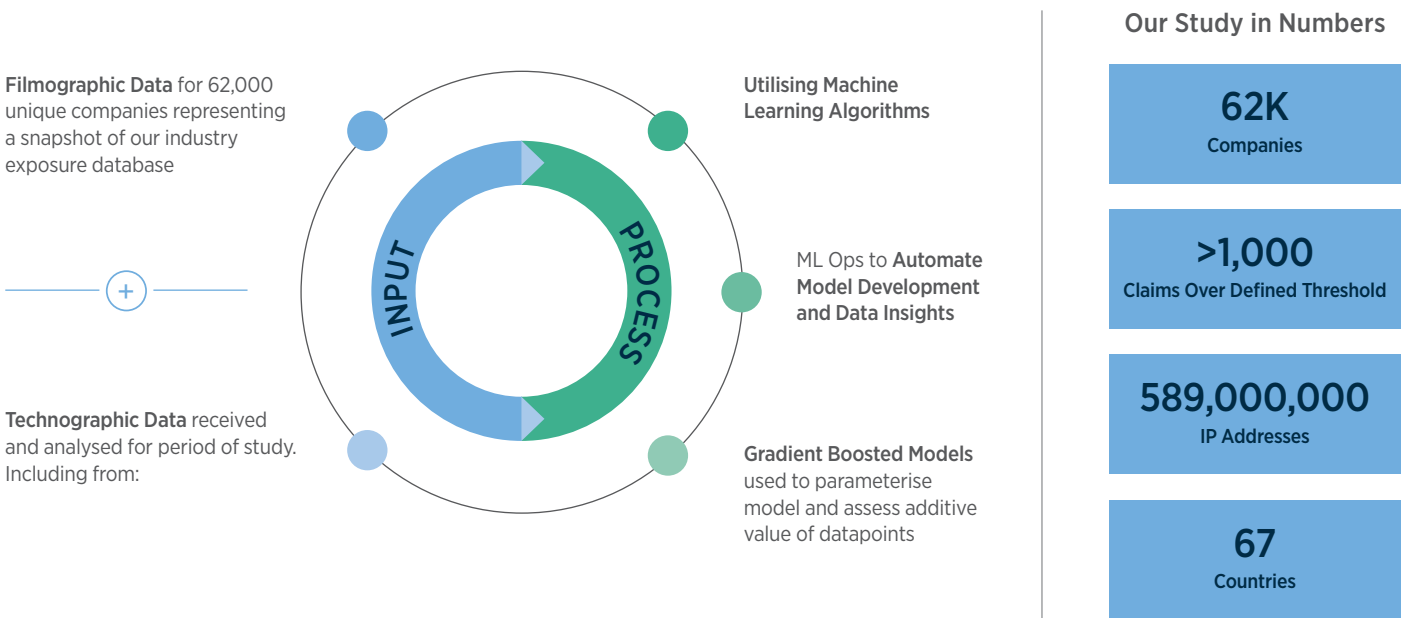 Our Study in Numbers
Filmographic Data for 62,000
unique companies representing
a snapshot of our industry
exposure database
+
Technographic Data received
and analysed for period of study.
Including from:
INPUT
PROCESS
Utilising Machine
Learning Algorithms
ML Ops to Automate
Model Development
and Data Insights
Gradient Boosted Models
used to parameterise
model and assess additive
value of datapoints
62K
Companies
>1,000
Claims Over Defined Threshold
589,000,000
IP Addresses
67
Countries